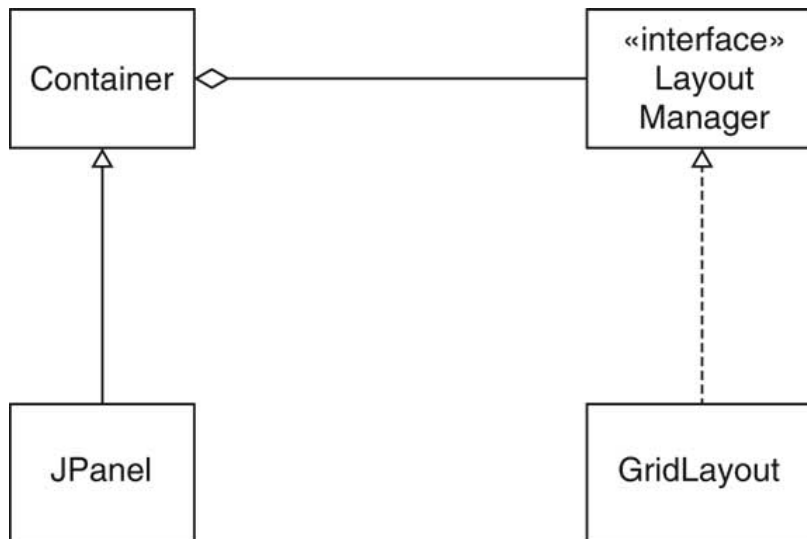 Container
«interface»
Layout
Manager
JPanel
GridLayout